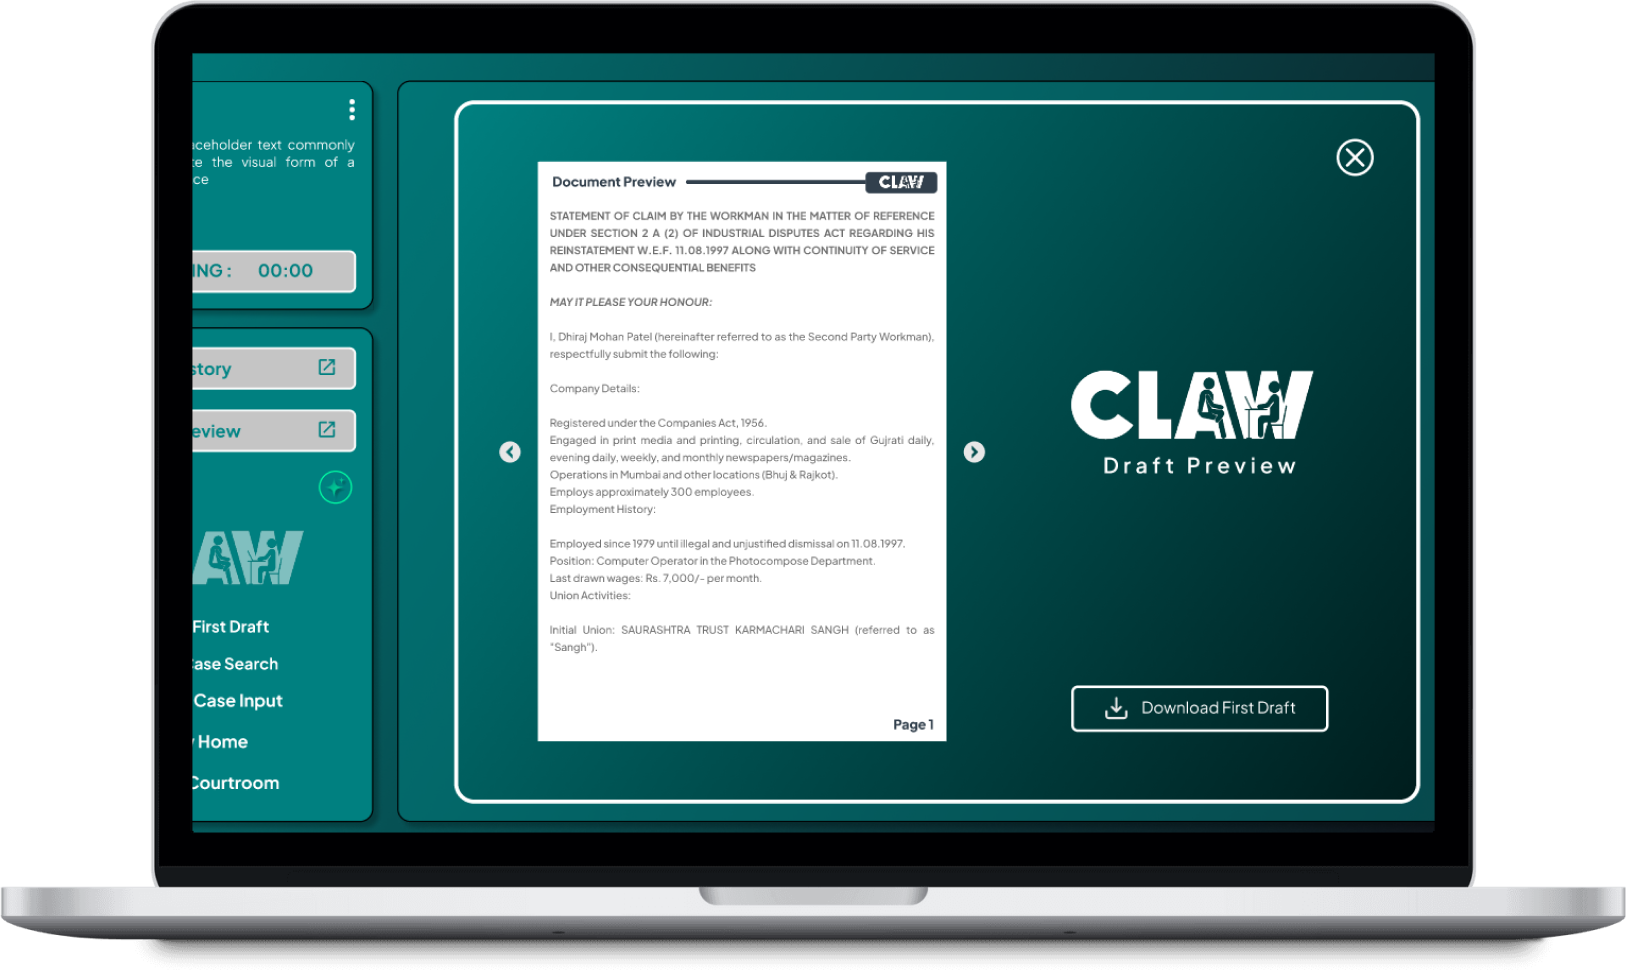 aceholder text commonly
te the visual form of a
ce
ING : 00:00
story
eview
AW
First Draft
ase Search
Case Input
Home
Courtroom
Document Preview
CLAW
STATEMENT OF CLAIM BY THE WORKMAN IN THE MATTER OF REFERENCE
UNDER SECTION 2 A (2) OF INDUSTRIAL DISPUTES ACT REGARDING HIS
REINSTATEMENT W.E.F. 11.08.1997 ALONG WITH CONTINUITY OF SERVICE
AND OTHER CONSEQUENTIAL BENEFITS
MAY IT PLEASE YOUR HONOUR:
I, Dhiraj Mohan Patel (hereinafter referred to as the Second Party Workman),
respectfully submit the following:
Company Details:
Registered under the Companies Act, 1956.
Engaged in print media and printing, circulation, and sale of Gujrati daily,
evening daily, weekly, and monthly newspapers/magazines.
Operations in Mumbai and other locations (Bhuj & Rajkot).
Employs approximately 300 employees.
Employment History:
Employed since 1979 until illegal and unjustified dismissal on 11.08.1997.
Position: Computer Operator in the Photocompose Department.
Last drawn wages: Rs. 7,000/- per month.
Union Activities:
Initial Union: SAURASHTRA TRUST KARMACHARI SANGH (referred to as
"Sangh").
Page 1
CLAW
Draft Preview
Download First Draft